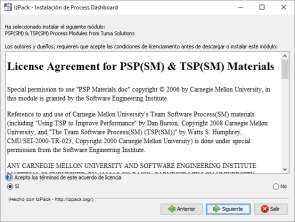 IzPack - Instalación de Process Dashboard
Ha seleccionado instalar el siguiente módulo:
PSP(SM) & TSP(SM) Process Modules from Tuma Solutions
Los autores y dueños, requieren que acepte las condiciones de licenciamiento antes de descargar o instalar este módulo:
License Agreement for PSP(SM) & TSP(SM) Materials
Special permission to use "PSP Materials.doc" copyright © 2006 by Carnegie Mellon University, in
this module is granted by the Software Engineering Institute.
Reference to and use of Carnegie Mellon University's Team Software Process(SM) materials
(including "Using TSP to Improve Performance" by Dan Burton, Copyright 2008 Carnegie Mellon
University, and "The Team Software Process(SM) (TSP(SM))" by Watts S. Humphrey,
CMU/SEI-2000-TR-023, Copyright 2000 Carnegie Mellon University) is done under special
permission from the Software Engineering Institute.
ANY CARNEGIE MELLON UNIVERSITY AND SOFTWARE ENGINEERING INSTITUTE
Acepto los términos de este acuerdo de licencia
Sí
No
(Hecho con IzPack - http://izpack.org/)
Anterior
Siguiente
Salir